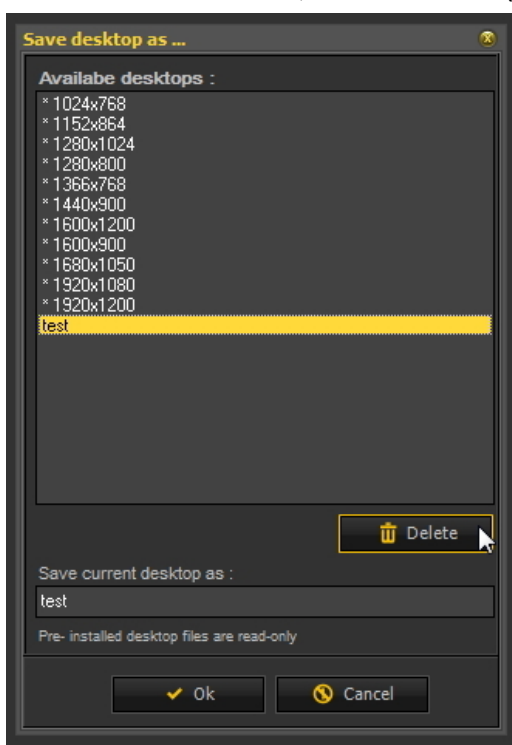 Save desktop as ...
Availabe desktops :
* 1024x768
* 1152x864
* 1280x1024
* 1280x800
* 1366x768
* 1440x900
* 1600x1200
* 1600x900
* 1680x1050
* 1920x1080
* 1920x1200
test
Delete
Save current desktop as :
test
Pre- installed desktop files are read-only
Ok
Cancel